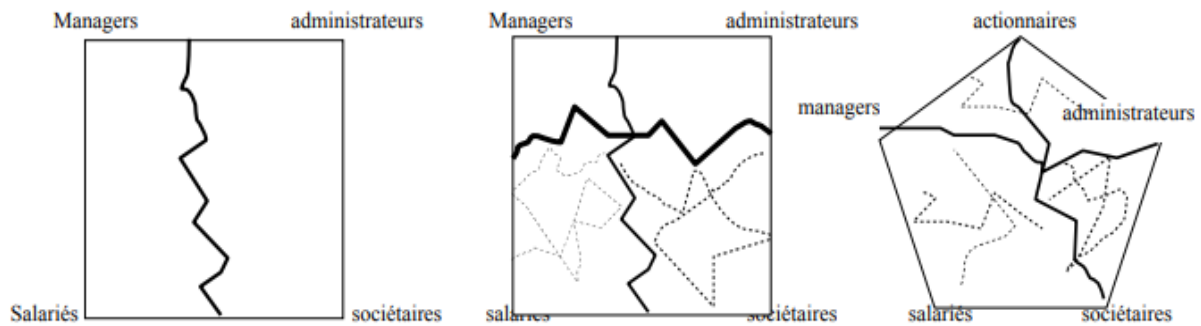 Managers administrateurs
Salariés sociétaires
Managers administrateurs
salariés sociétaires
actionnaires
managers administrateurs
salariés sociétaires